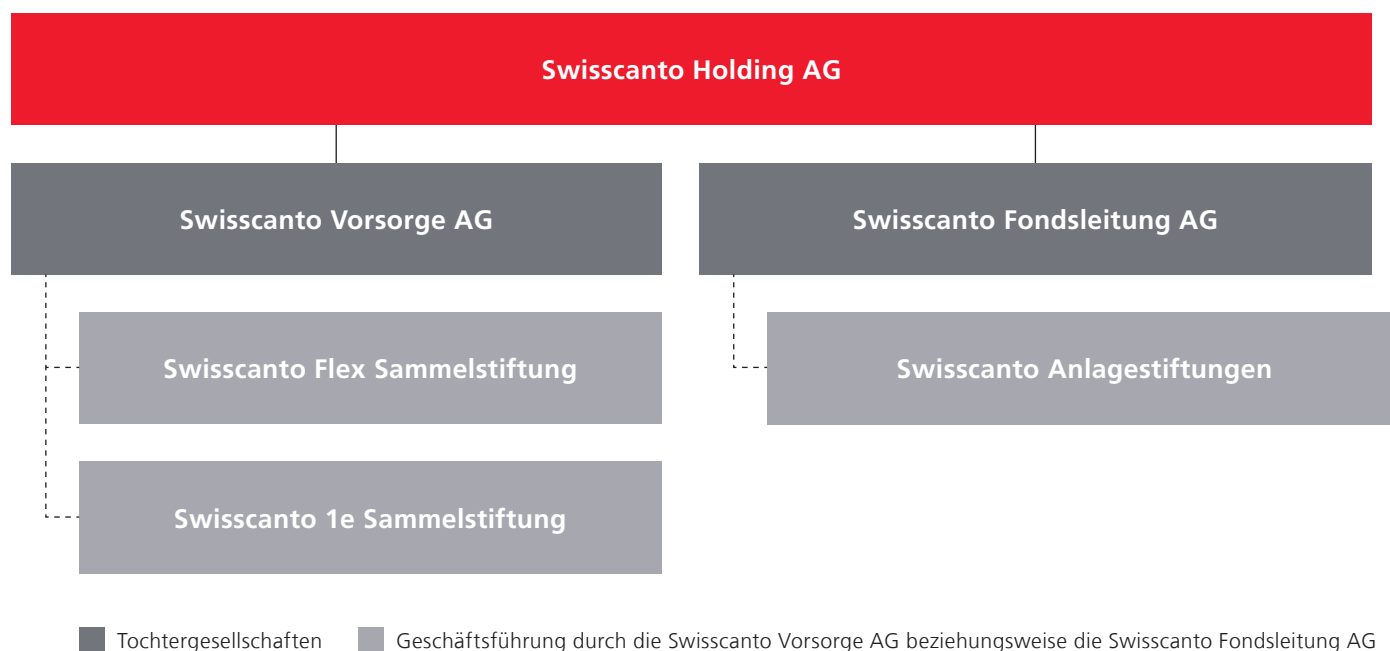 Swisscanto Holding AG
Swisscanto Vorsorge AG
Swisscanto Fondsleitung AG
Swisscanto Flex Sammelstiftung
Swisscanto Anlagestiftungen
Swisscanto 1e Sammelstiftung
Tochtergesellschaften
Geschäftsführung durch die Swisscanto Vorsorge AG beziehungsweise die Swisscanto Fondsleitung AG